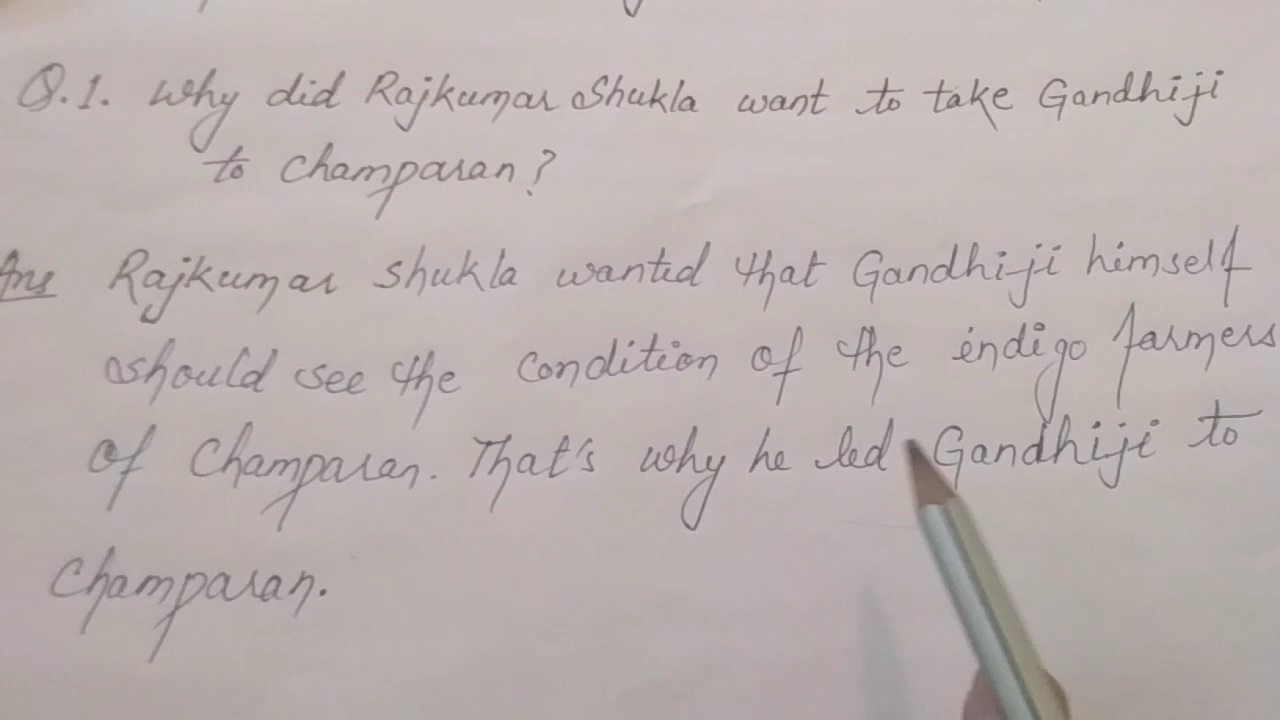 Q.1. Why did Rajkumar Shukla want to take Gandhiji
to Champaran?
Ans Rajkumar Shukla wanted that Gandhiji himself
should see the condition of the indigo farmers
of Champaran. That's why he led Gandhiji to
Champaran.